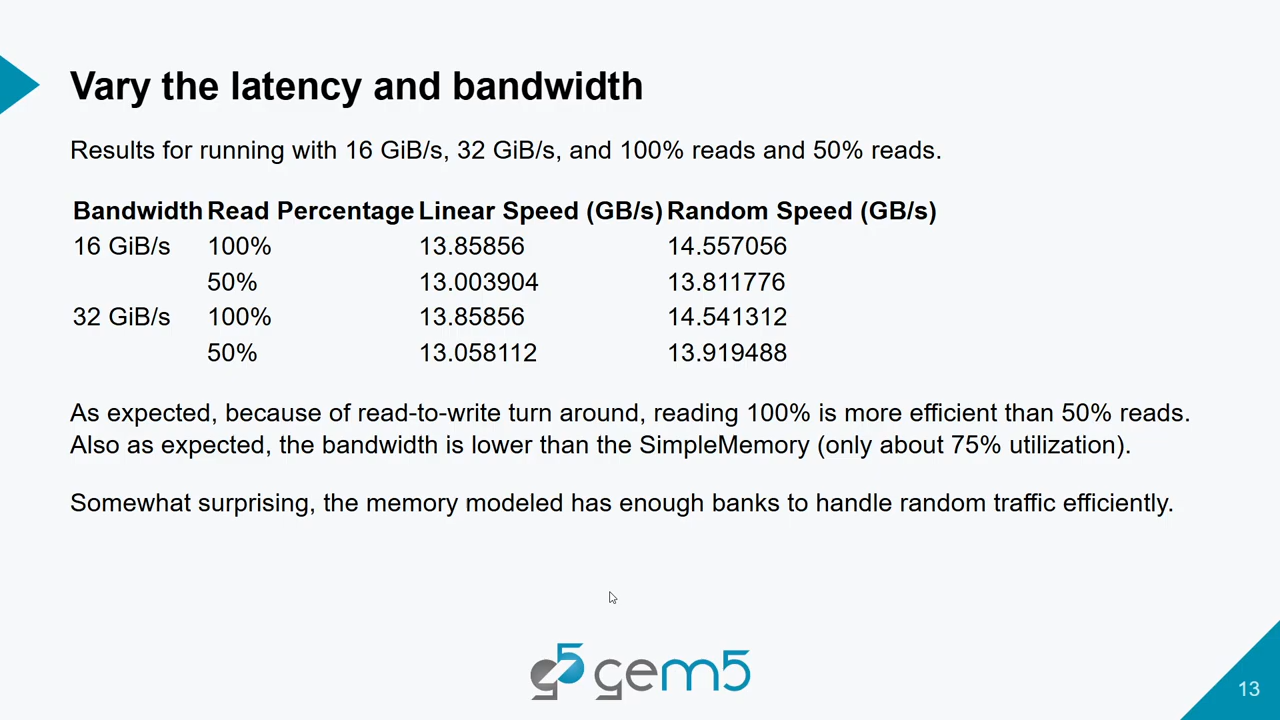 Vary the latency and bandwidth
Results for running with 16 GiB/s, 32 GiB/s, and 100% reads and 50% reads.
Bandwidth Read Percentage Linear Speed (GB/s) Random Speed (GB/s)
16 GiB/s 100% 13.85856 14.557056
50% 13.003904 13.811776
32 GiB/s 100% 13.85856 14.541312
50% 13.058112 13.919488
As expected, because of read-to-write turn around, reading 100% is more efficient than 50% reads.
Also as expected, the bandwidth is lower than the SimpleMemory (only about 75% utilization).
Somewhat surprising, the memory modeled has enough banks to handle random traffic efficiently.
g5 gem5
13